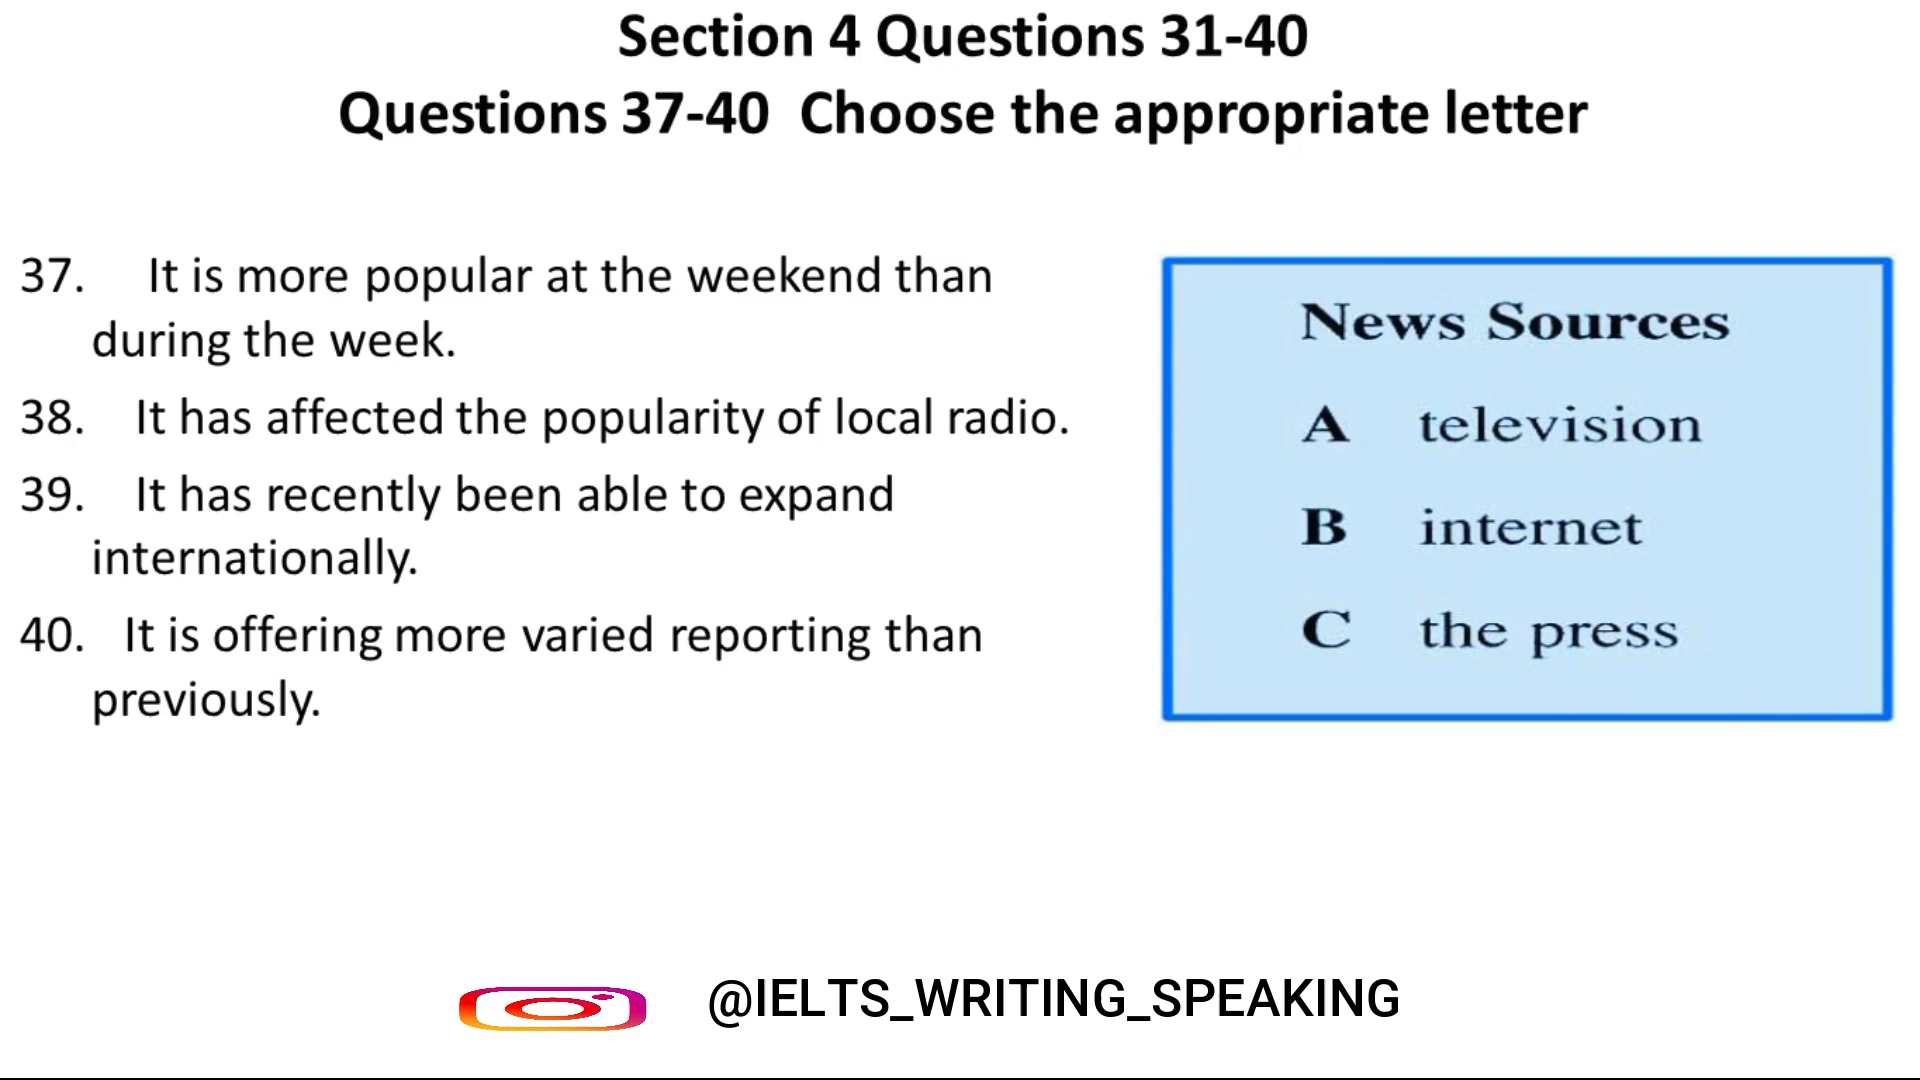 Section 4 Questions 31-40
Questions 37-40 Choose the appropriate letter
37. It is more popular at the weekend than
during the week.
38. It has affected the popularity of local radio.
39. It has recently been able to expand
internationally.
40. It is offering more varied reporting than
previously.
News Sources
A television
B internet
C the press
@IELTS_WRITING_SPEAKING